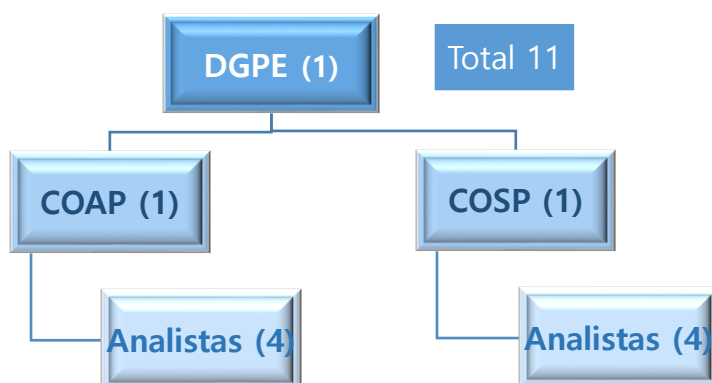 DGPE (1)
Total 11
COAP (1)
COSP (1)
Analistas (4)
Analistas (4)